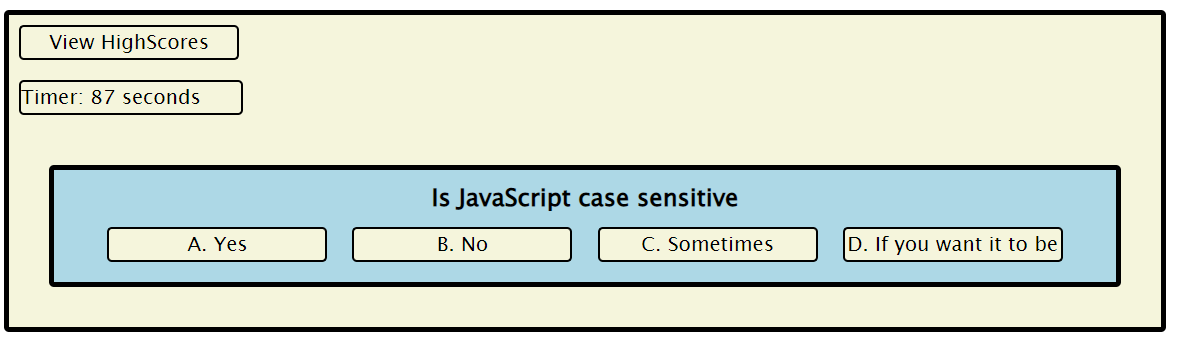 View HighScores
Timer: 87 seconds
Is JavaScript case sensitive
A. Yes B. No C. Sometimes D. If you want it to be